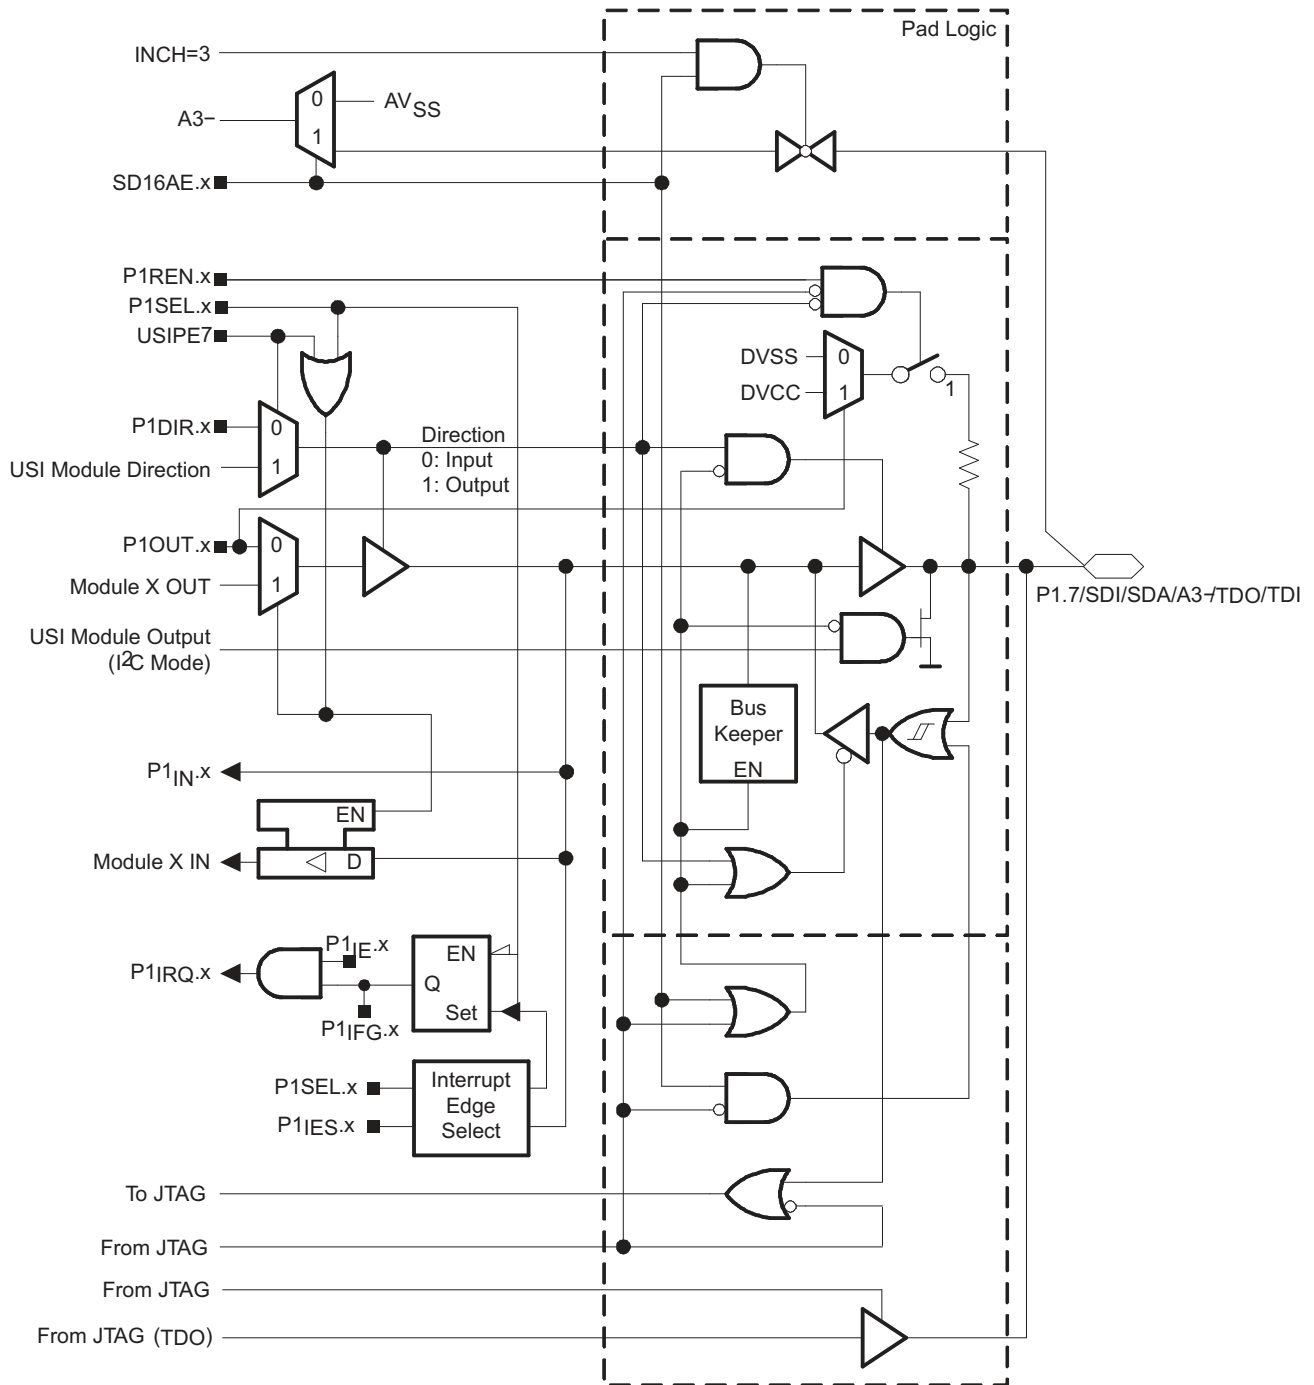 Pad Logic
INCH=3
0
AVSS
A3−
1
SD16AE.x
P1REN.x
P1SEL.x
USIPE7
DVSS
0
DVCC
1
1
P1DIR.x
0
Direction
0: Input
1: Output
USI Module Direction
1
P1OUT.x
0
Module X OUT
1
P1.7/SDI/SDA/A3−/TDO/TDI
USI Module Output
(I2C Mode)
Bus
Keeper
EN
P1IN.x
EN
Module X IN
D
P1IE.x
EN
P1IRQ.x
Q
Set
P1IFG.x
P1SEL.x
Interrupt
Edge
Select
P1IES.x
To JTAG
From JTAG
From JTAG
From JTAG (TDO)